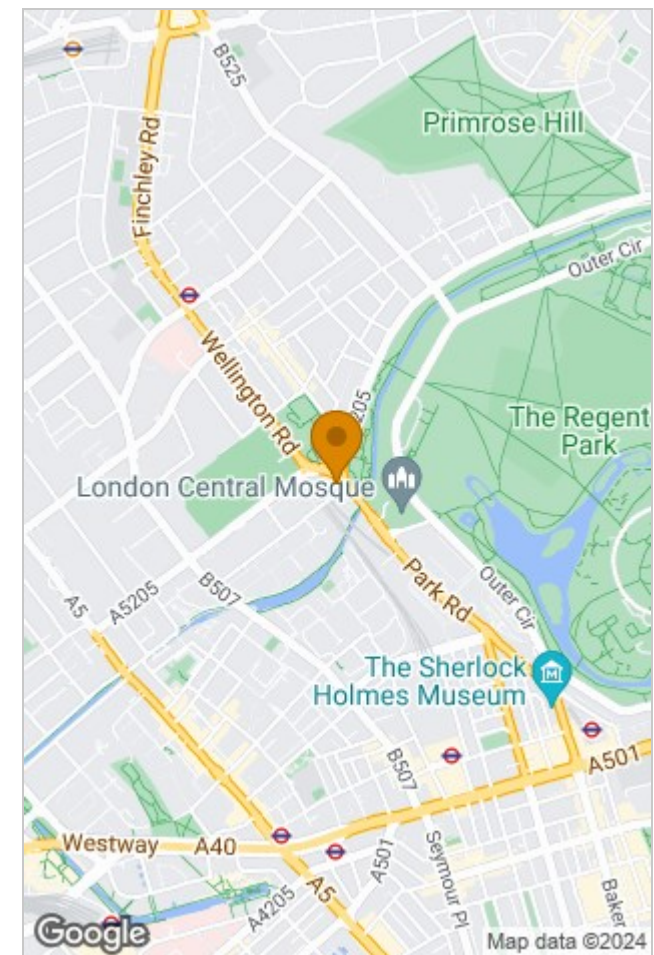 B525
Primrose Hill
Finchley Rd
Outer Cir
Wellington Rd
205
The Regent
Park
London Central Mosque
A5205
B507
A5
Park Rd
Outer Cir
The Sherlock
Holmes Museum
B507
A501
Westway A40
A501
Seymour Pl
A5
A4205
Baker
Google
Map data ©2024